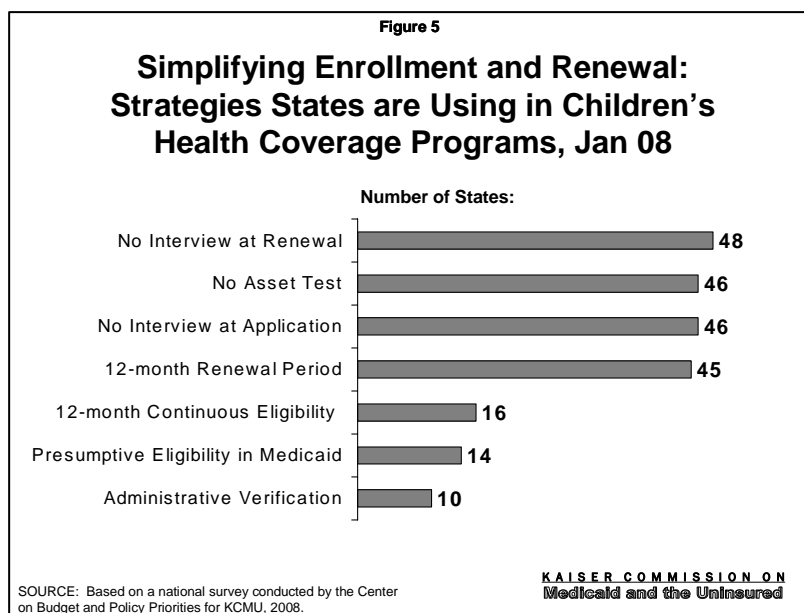 Figure 5
Simplifying Enrollment and Renewal:
Strategies States are Using in Children's
Health Coverage Programs, Jan 08
Number of States:
No Interview at Renewal 48
No Asset Test 46
No Interview at Application 46
12-month Renewal Period 45
12-month Continuous Eligibility 16
Presumptive Eligibility in Medicaid 14
Administrative Verification 10
SOURCE: Based on a national survey conducted by the Center
on Budget and Policy Priorities for KCMU, 2008.
KAISER COMMISSION ON
Medicaid and the Uninsured